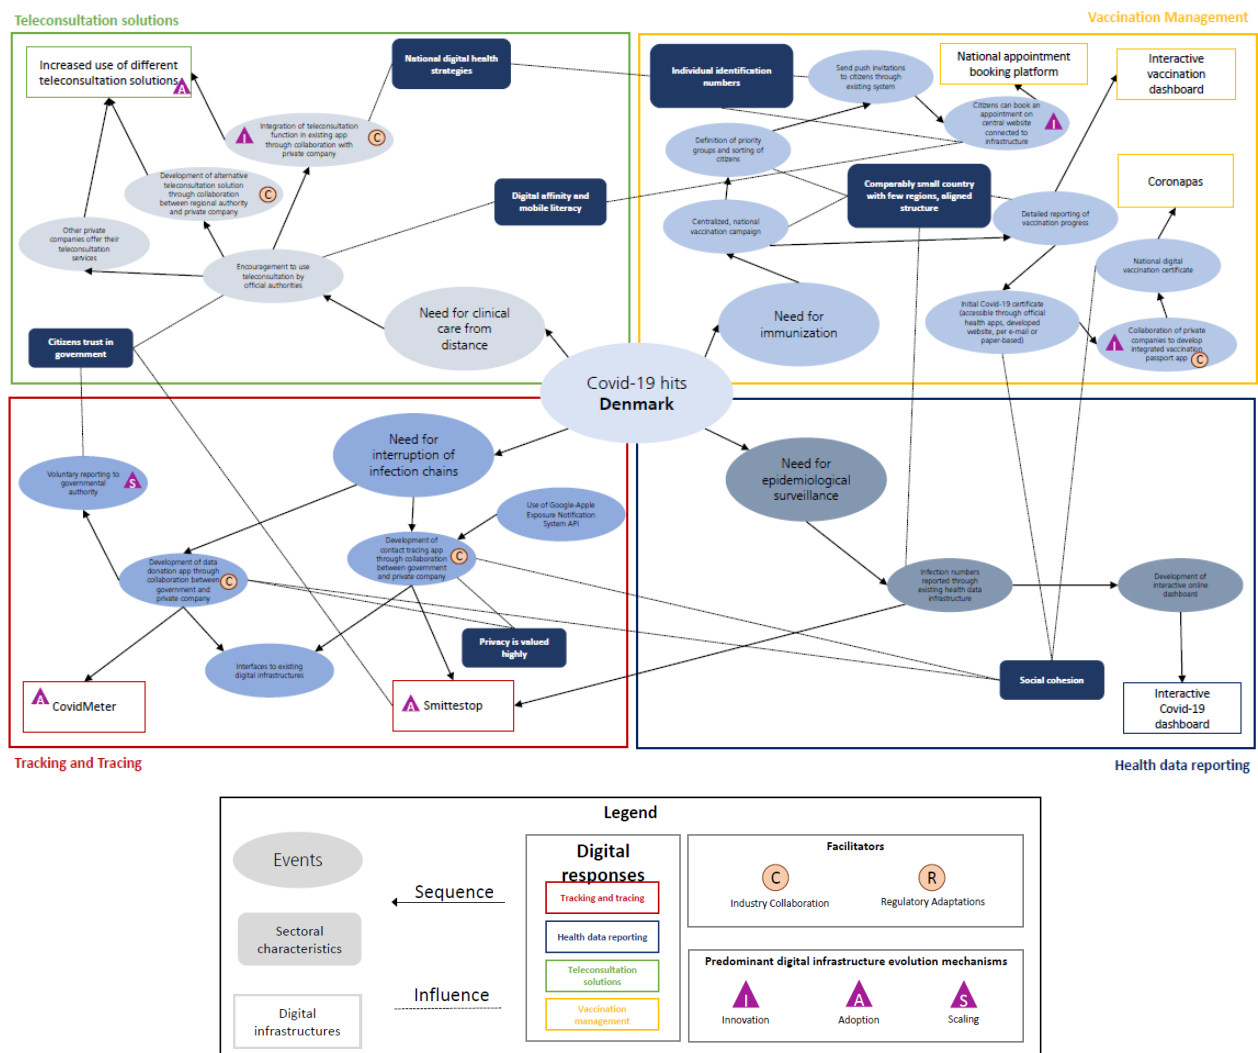 Teleconsultation solutions
Vaccination Management
Increased use of different
teleconsultation solutions
A
National digital health
strategies
I
Integration of teleconsultation
function in existing app
through collaboration with
private company
C
Development of alternative
teleconsultation solution
through collaboration
between regional authority
and private company
C
Other private
companies offer their
teleconsultation
services
Encouragement to use
teleconsultation by
official authorities
Need for clinical
care from
distance
Digital affinity and
mobile literacy
Citizens trust in
government
Individual identification
numbers
Send push invitations
to citizens through
existing system
National appointment
booking platform
Interactive
vaccination
dashboard
Citizens can book an
appointment on
central website
connected to
infrastructure
I
Definition of priority
groups and sorting of
citizens
Comparably small country
with few regions, aligned
structure
Coronapas
Centralized, national
vaccination campaign
Detailed reporting of
vaccination progress
National digital
vaccination certificate
Need for
immunization
Initial Covid-19 certificate
(accessible through official
health apps, developed
website, per e-mail or
paper-based)
I
Collaboration of private
companies to develop
integrated vaccination
passport app
C
Covid-19 hits
Denmark
Need for
interruption of
infection chains
Voluntary reporting to
governmental
authority
S
Use of Google-Apple
Exposure Notification
System API
Development of
contact tracing app
through collaboration
between government
and private company
C
Development of data
donation app through
collaboration between
government and
private company
C
Privacy is valued
highly
Interfaces to existing
digital infrastructures
A
CovidMeter
A
Smittestop
Need for
epidemiological
surveillance
Infection numbers
reported through
existing health data
infrastructure
Development of
interactive online
dashboard
Social cohesion
Interactive
Covid-19
dashboard
Tracking and Tracing
Health data reporting
Legend
Events
Sequence
Sectoral
characteristics
Influence
Digital
infrastructures
Digital
responses
Tracking and tracing
Health data reporting
Teleconsultation
solutions
Vaccination
management
Facilitators
C
R
Industry Collaboration
Regulatory Adaptations
Predominant digital infrastructure evolution mechanisms
I
A
S
Innovation
Adoption
Scaling